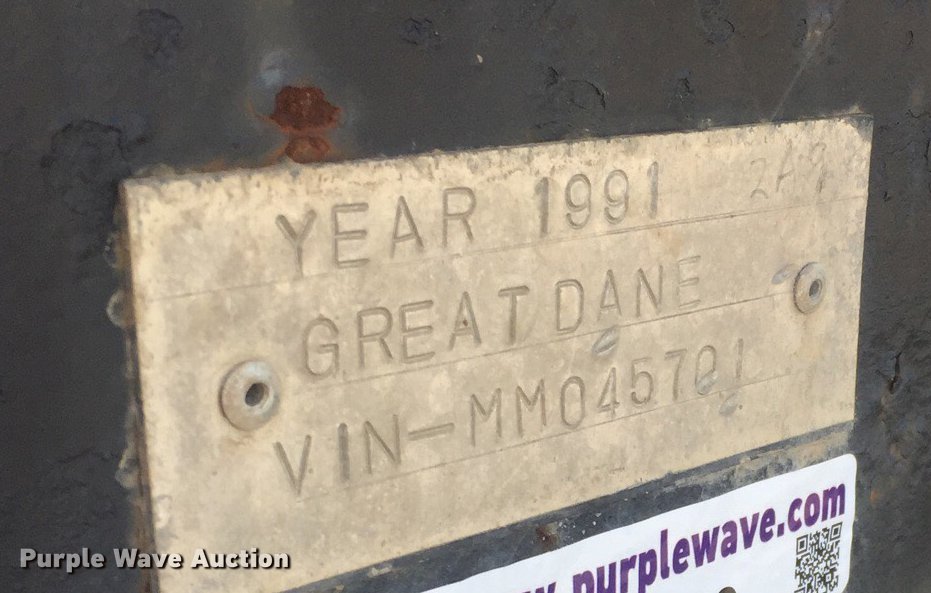 YEAR 1991
GREAT DANE
VIN-MM045701
purplewave.com
Purple Wave Auction